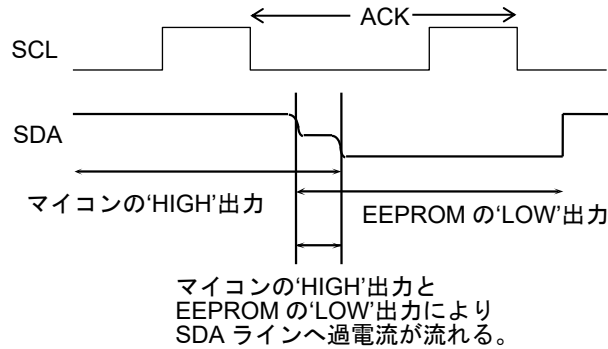 ACK
SCL
SDA
マイコンの‘HIGH’出力
EEPROM の‘LOW’出力
マイコンの‘HIGH’出力と
EEPROM の‘LOW’出力により
SDA ラインへ過電流が流れる。